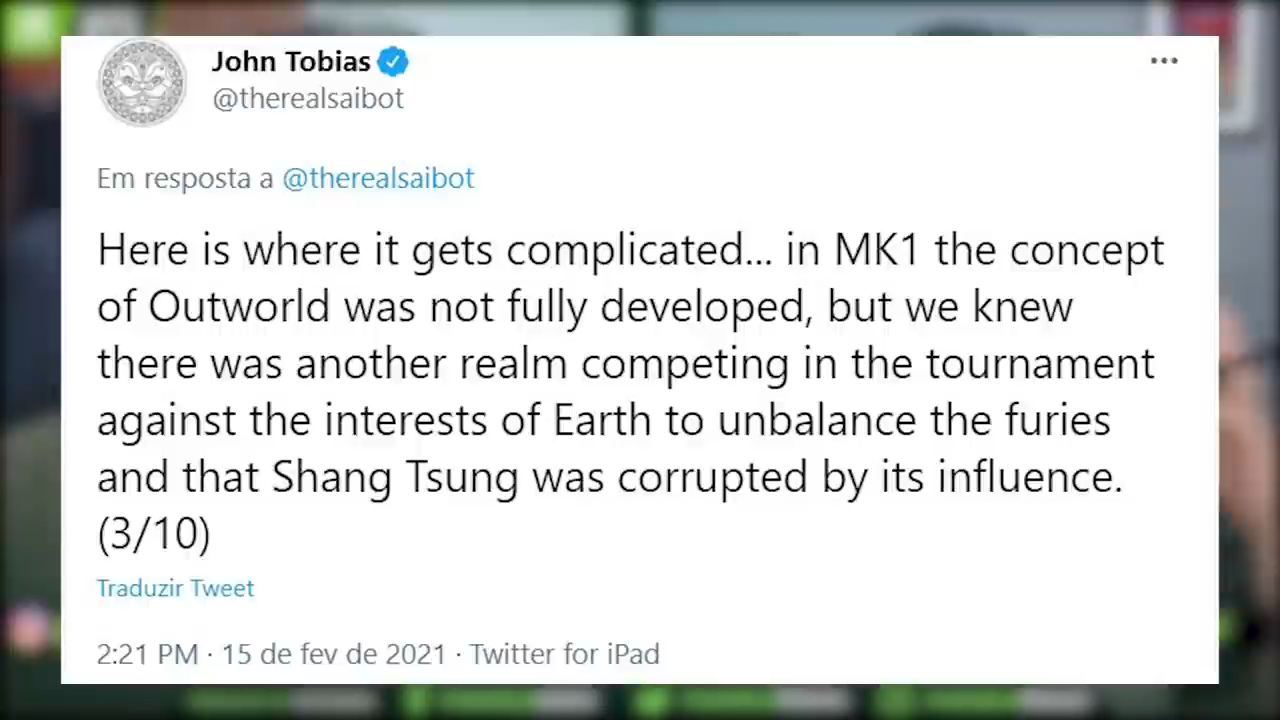 John Tobias
@therealsaibot
Em resposta a @therealsaibot
Here is where it gets complicated... in MK1 the concept
of Outworld was not fully developed, but we knew
there was another realm competing in the tournament
against the interests of Earth to unbalance the furies
and that Shang Tsung was corrupted by its influence.
(3/10)
Traduzir Tweet
2:21 PM · 15 de fev de 2021 · Twitter for iPad